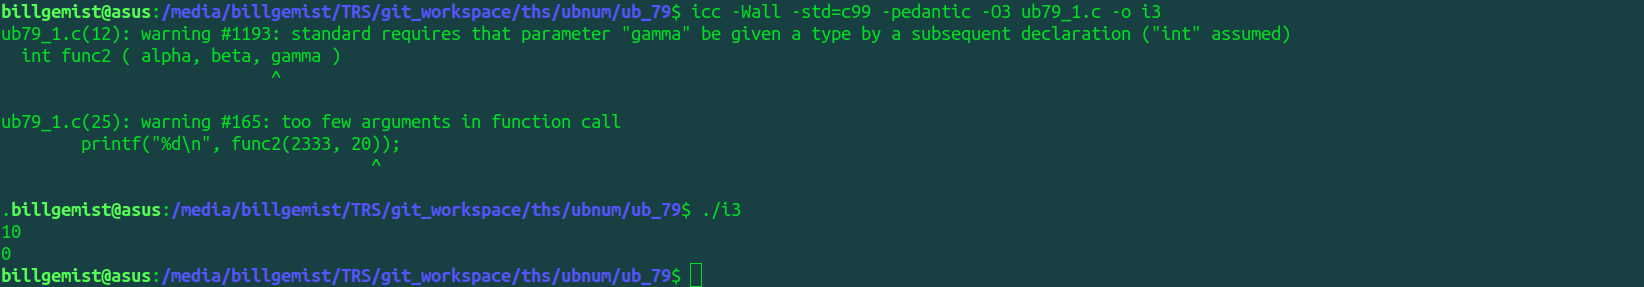 billgemist@asus:/media/billgemist/TRS/git_workspace/ths/ubnum/ub_79$ icc -Wall -std=c99 -pedantic -O3 ub79_1.c -o i3
ub79_1.c(12): warning #1193: standard requires that parameter "gamma" be given a type by a subsequent declaration ("int" assumed)
  int func2 ( alpha, beta, gamma )
                           ^
ub79_1.c(25): warning #165: too few arguments in function call
        printf("%d\n", func2(2333, 20));
                                     ^
.billgemist@asus:/media/billgemist/TRS/git_workspace/ths/ubnum/ub_79$ ./i3
10
0
billgemist@asus:/media/billgemist/TRS/git_workspace/ths/ubnum/ub_79$